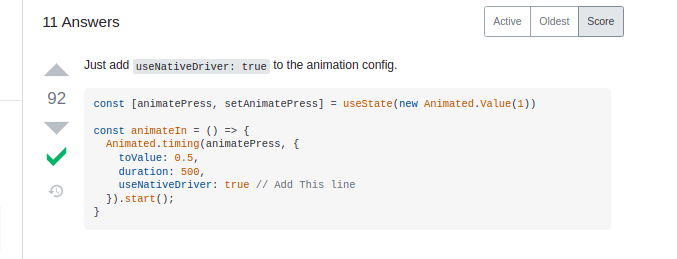 11 Answers
Active Oldest Score
Just add useNativeDriver: true to the animation config.
92
const [animatePress, setAnimatePress] = useState(new Animated.Value(1))
const animateIn = () => {
Animated.timing(animatePress, {
toValue: 0.5,
duration: 500,
useNativeDriver: true // Add This line
}).start();
}